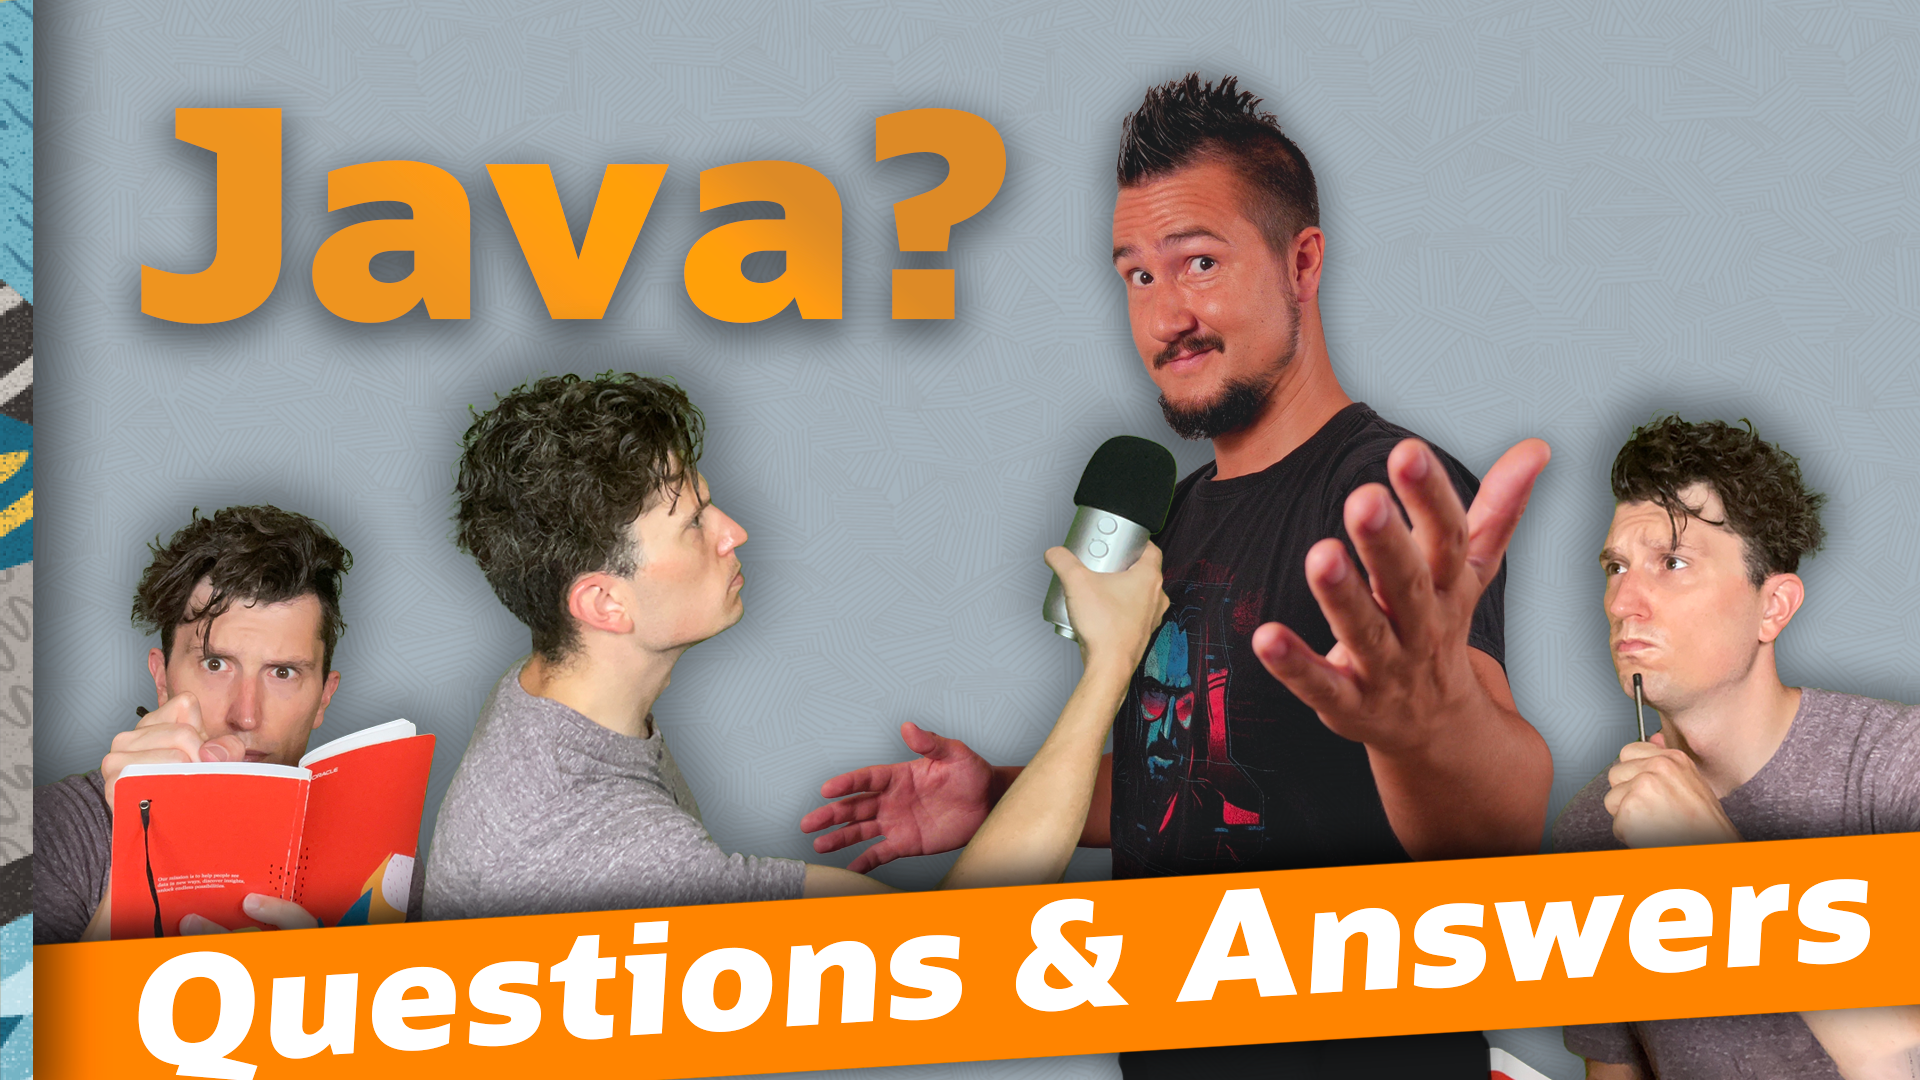 Java?
ORACLE
Our mission is to help people see
data in new ways, discover insights,
unlock endless possibilities.
Questions & Answers